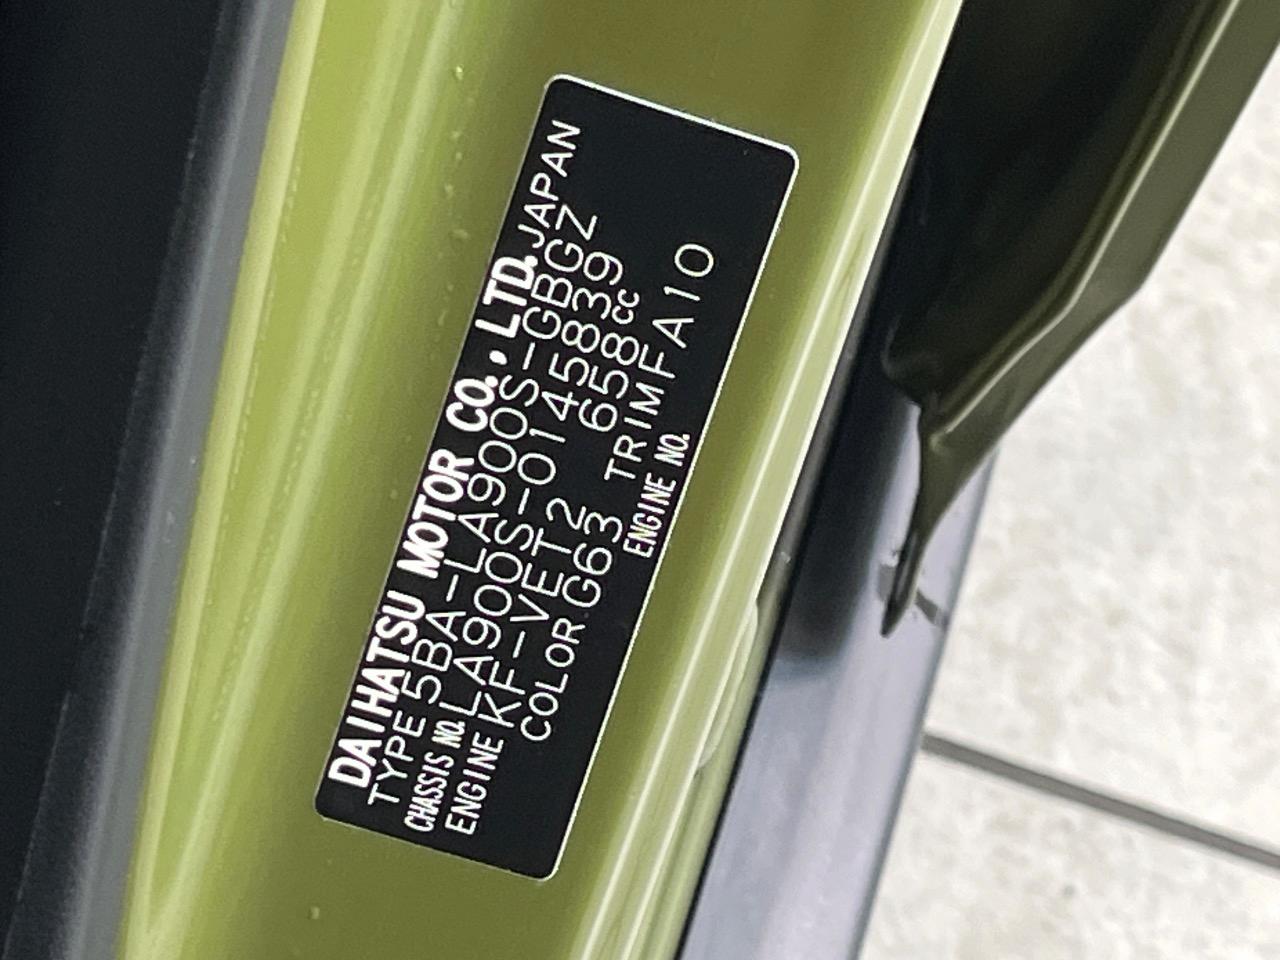 DAIHATSU MOTOR CO.,LTD. JAPAN
TYPE 5BA-LA900S-GBGZ
CHASSIS NO. LA900S-0145839
ENGINE KF-VET2 658cc
COLOR G63 TRIM FA10
ENGINE NO.